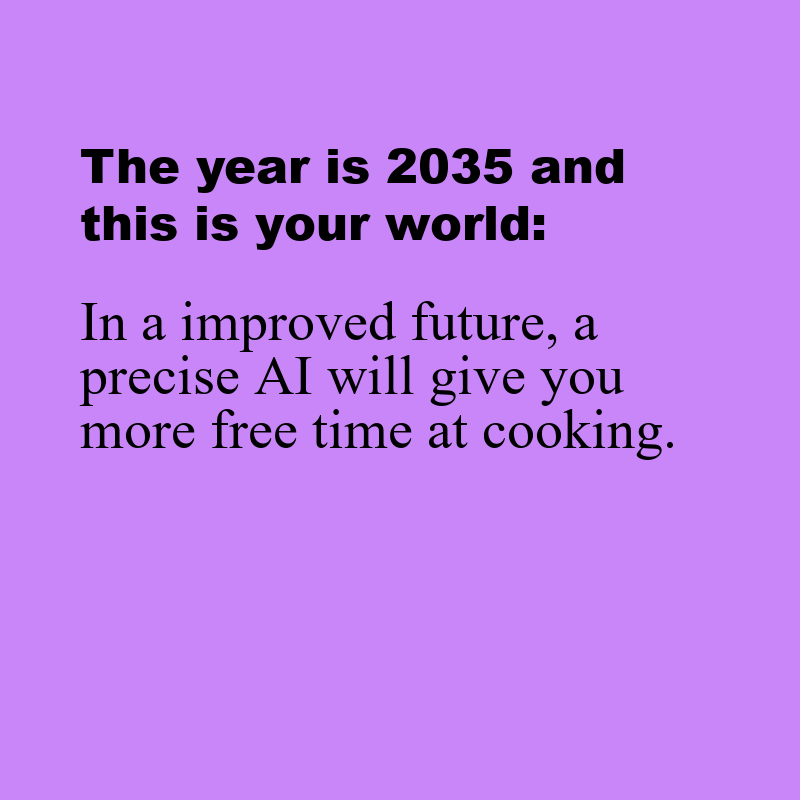 The year is 2035 and
this is your world:
In a improved future, a
precise AI will give you
more free time at cooking.